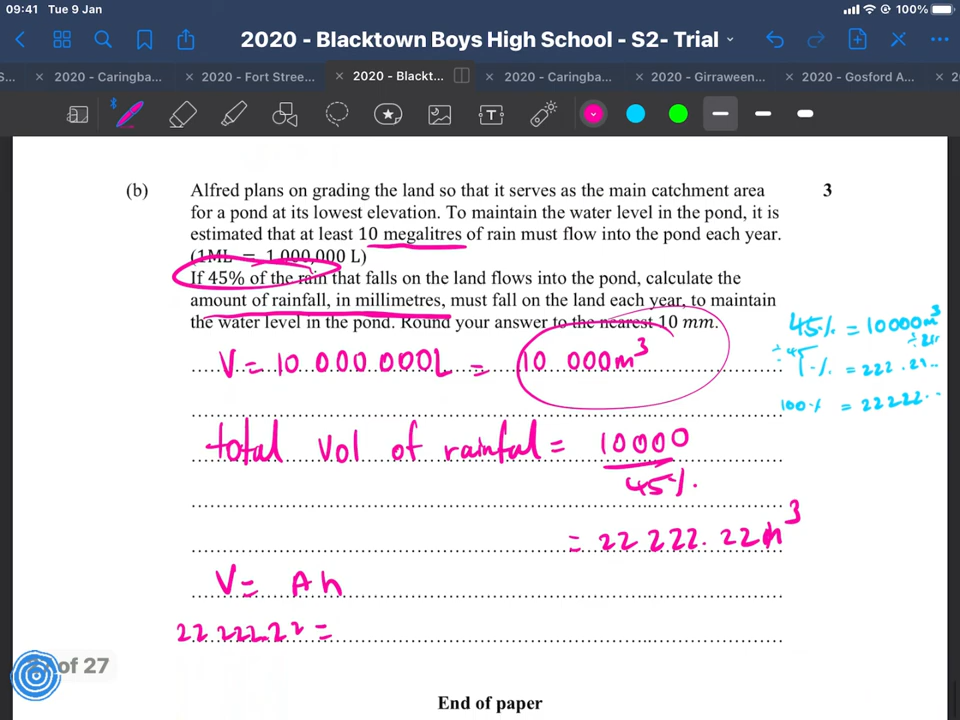 09:41 Tue 9 Jan 100%
2020 - Blacktown Boys High School - S2- Trial
S... × 2020 - Caringba... × 2020 - Fort Stree... × 2020 - Blackt... × 2020 - Caringba... × 2020 - Girraween... × 2020 - Gosford A... ×
(b) Alfred plans on grading the land so that it serves as the main catchment area 3
for a pond at its lowest elevation. To maintain the water level in the pond, it is
estimated that at least 10 megalitres of rain must flow into the pond each year.
(1ML = 1,000,000 L)
If 45% of the rain that falls on the land flows into the pond, calculate the
amount of rainfall, in millimetres, must fall on the land each year, to maintain
the water level in the pond. Round your answer to the nearest 10 mm.
45% = 10000m³
1% = 222.2
100% = 22222..
V = 10 000 000L = 10 000m³
total vol of rainfal = 10000
45%
= 22 222.22m³
V = Ah
22 222.22 =
of 27
End of paper